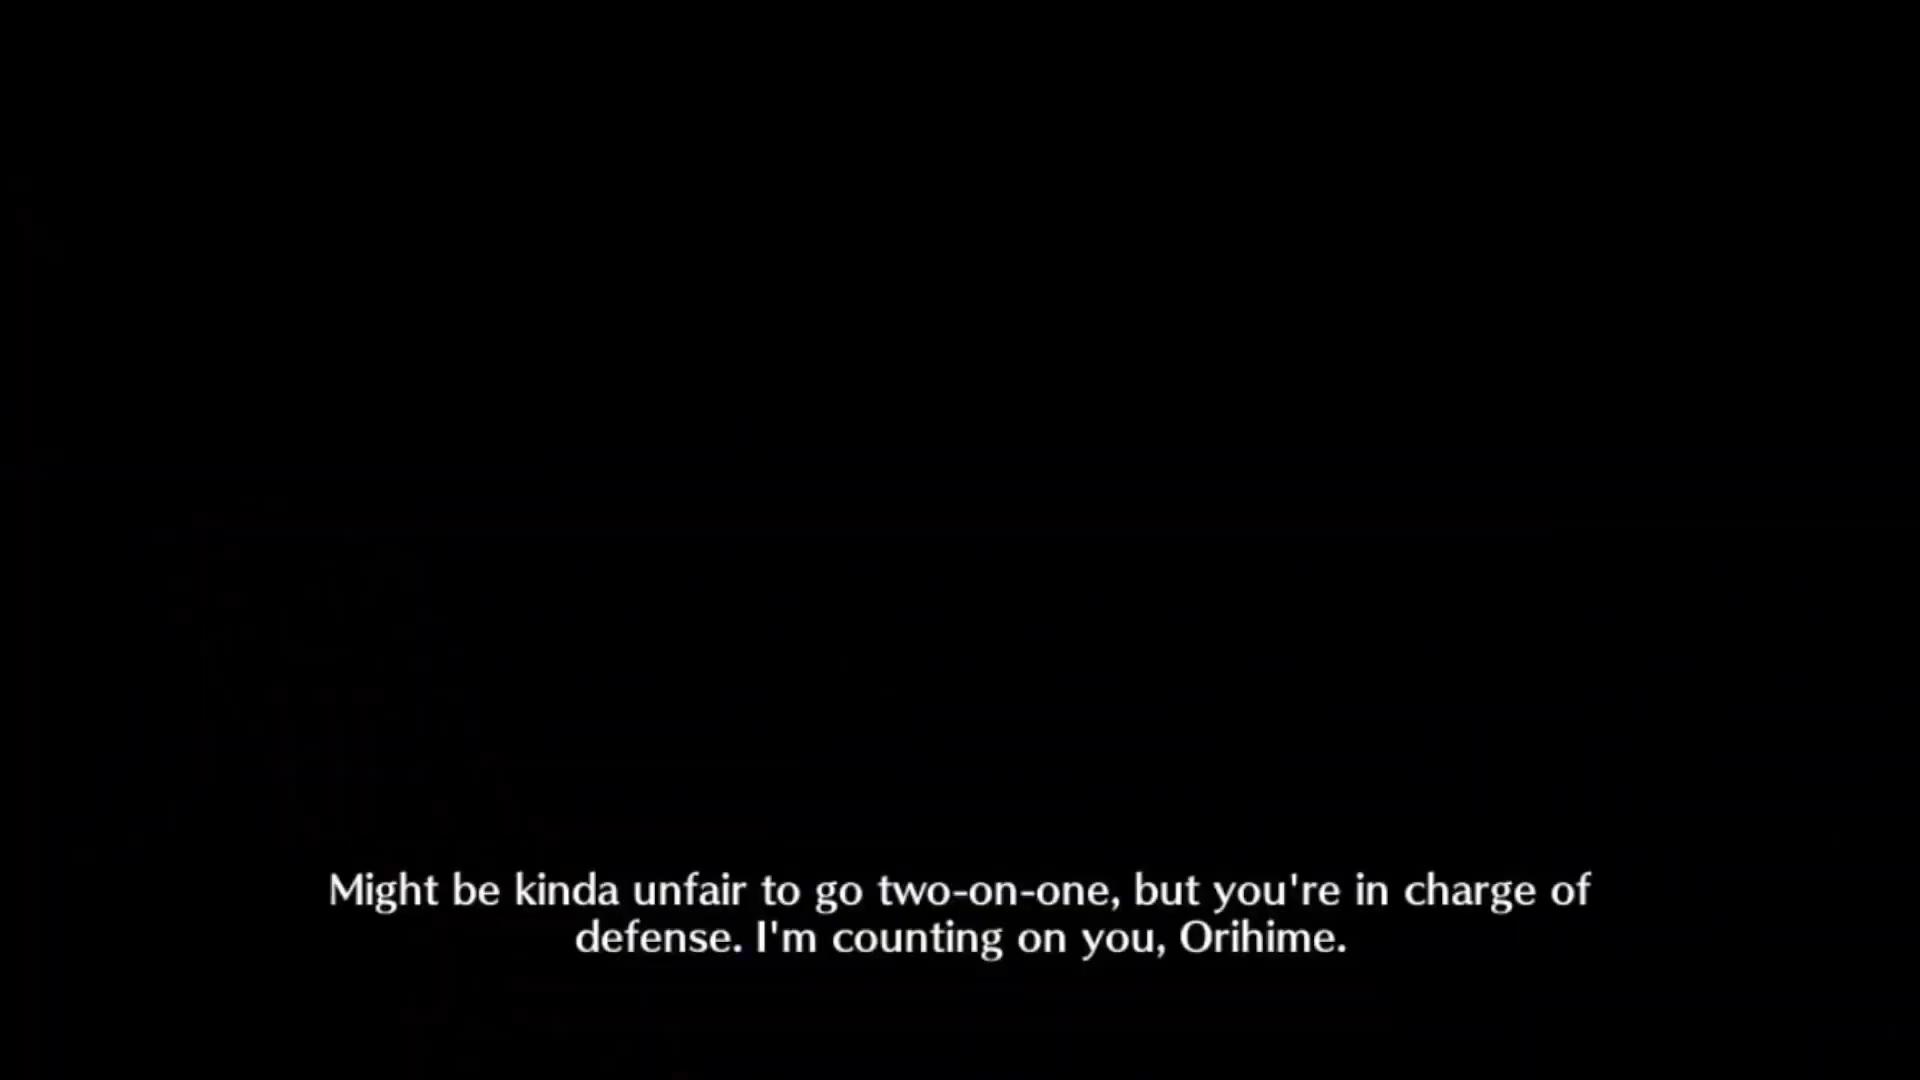 Might be kinda unfair to go two-on-one, but you're in charge of
defense. I'm counting on you, Orihime.